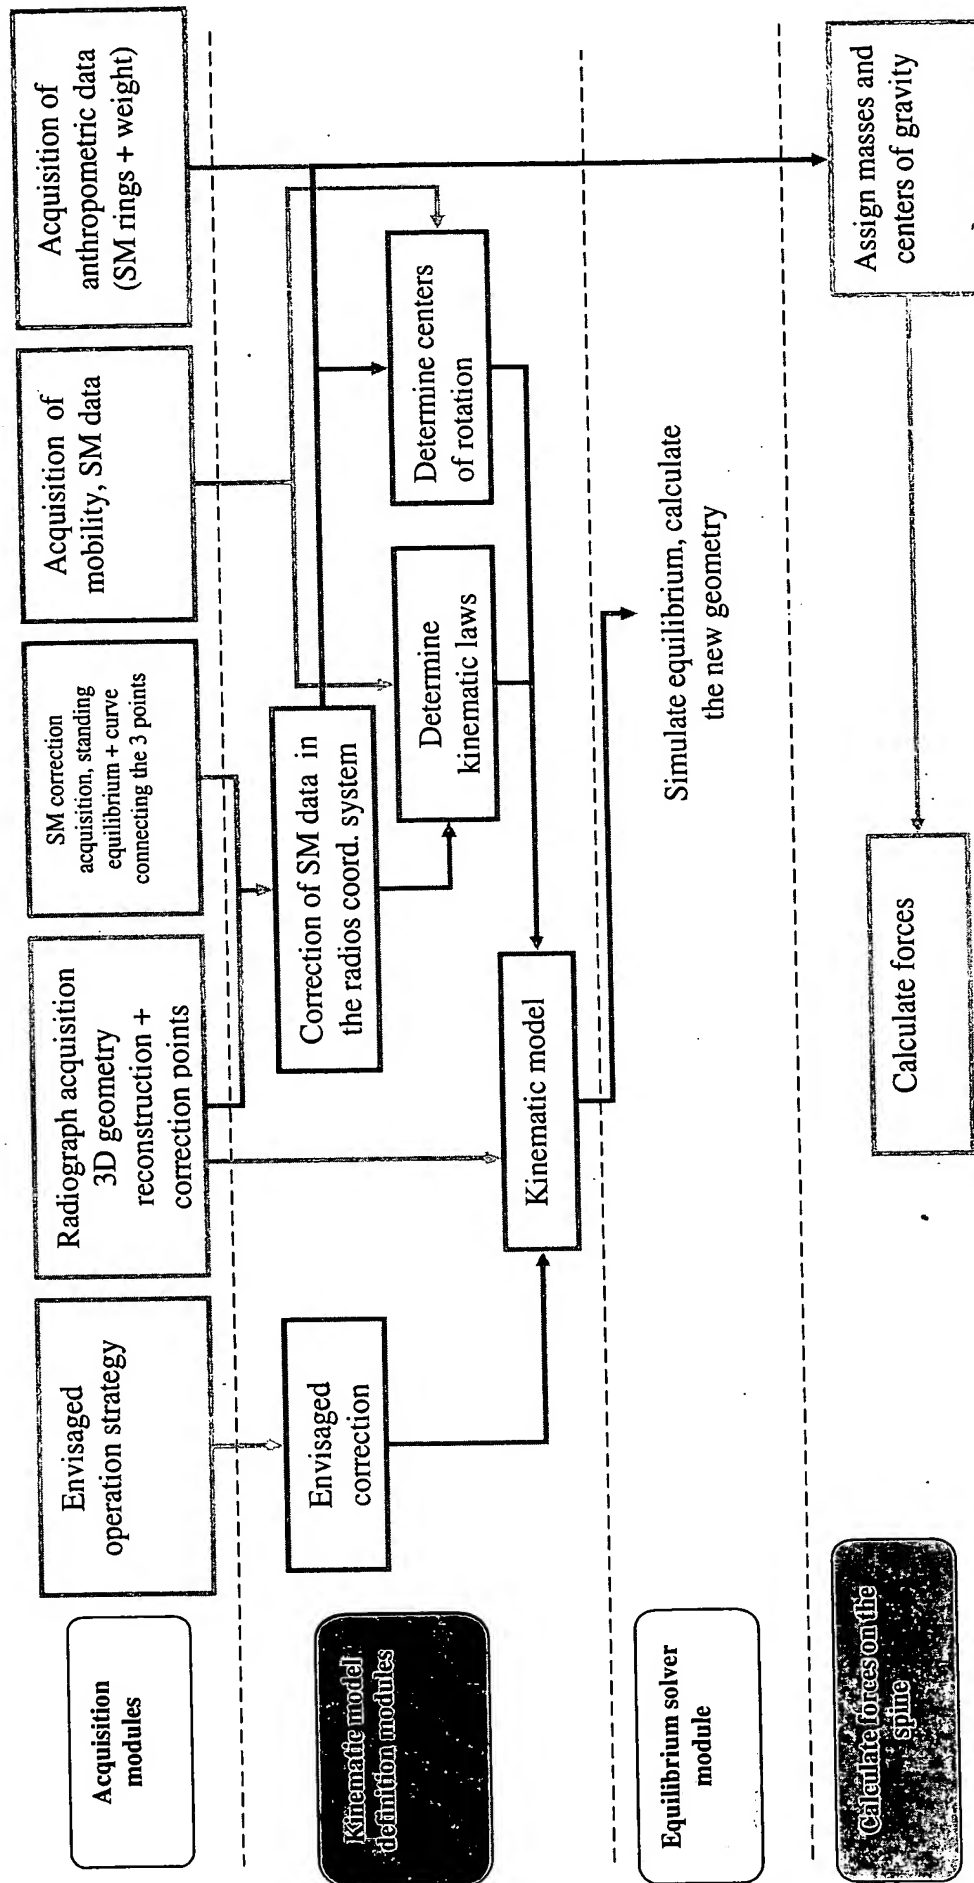 Acquisition
modules
Envisaged
operation strategy
Radiograph acquisition
3D geometry
reconstruction +
correction points
SM correction
acquisition, standing
equilibrium + curve
connecting the 3 points
Acquisition of
mobility, SM data
Acquisition of
anthropometric data
(SM rings + weight)
Kinematic model
definition modules
Envisaged
correction
Correction of SM data in
the radios coord. system
Determine
kinematic laws
Determine centers
of rotation
Kinematic model
Equilibrium solver
module
Simulate equilibrium, calculate
the new geometry
Calculate forces on the
spine
Calculate forces
Assign masses and
centers of gravity